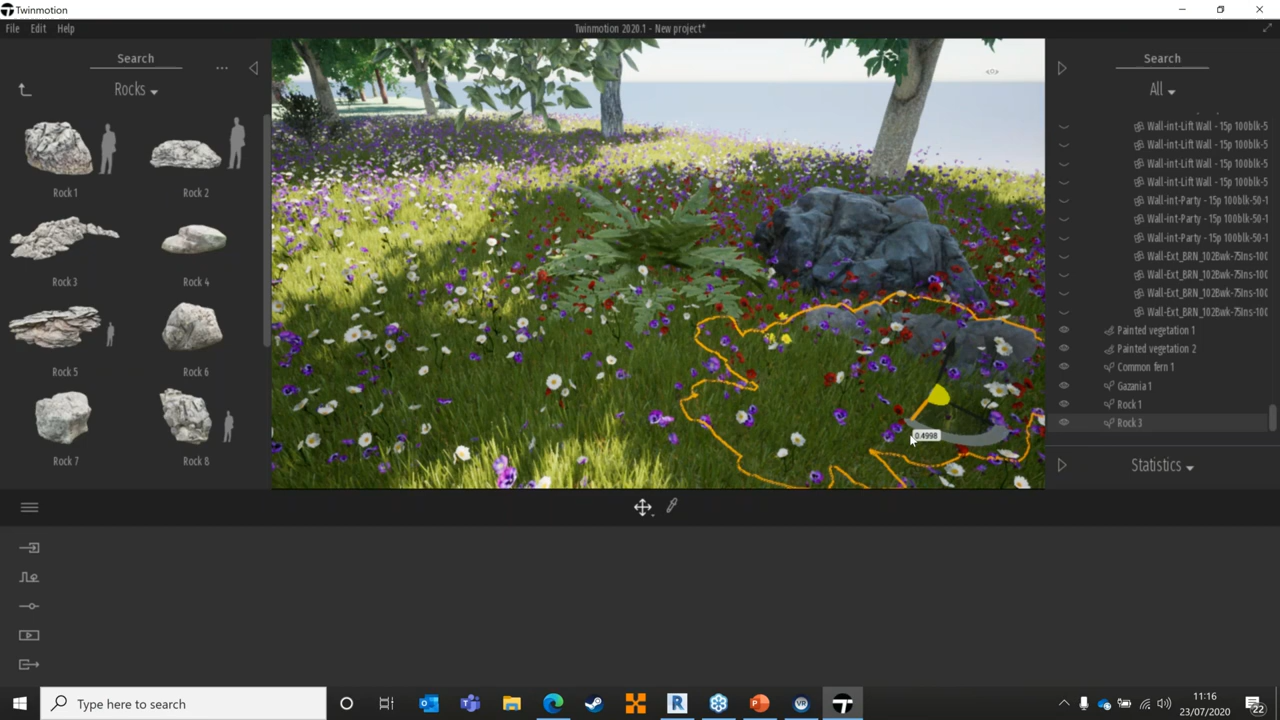 Twinmotion
File Edit Help
Twinmotion 2020.1 - New project*
Search
Rocks
Rock 1
Rock 2
Rock 3
Rock 4
Rock 5
Rock 6
Rock 7
Rock 8
0.4998
Search
All
Wall-int-Lift Wall - 15p 100blk-5
Wall-int-Lift Wall - 15p 100blk-5
Wall-int-Lift Wall - 15p 100blk-5
Wall-int-Lift Wall - 15p 100blk-5
Wall-int-Party - 15p 100blk-50-1
Wall-int-Party - 15p 100blk-50-1
Wall-int-Party - 15p 100blk-50-1
Wall-Ext_BRN_102Bwk-75Ins-10C
Wall-Ext_BRN_102Bwk-75Ins-10C
Wall-Ext_BRN_102Bwk-75Ins-10C
Wall-Ext_BRN_102Bwk-75Ins-10C
Painted vegetation 1
Painted vegetation 2
Common fern 1
Gazania 1
Rock 1
Rock 3
Statistics
Type here to search
R
VR
11:16
23/07/2020
22